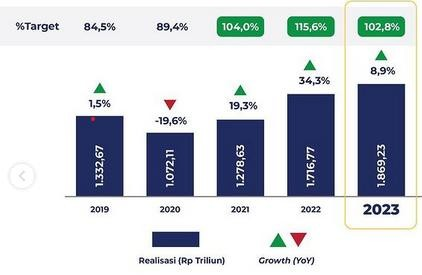 %Target 84,5% 89,4% 104,0% 115,6% 102,8%
1,5% -19,6% 19,3% 34,3% 8,9%
1.332,67 1.072,11 1.278,63 1.716,77 1.869,23
2019 2020 2021 2022 2023
Realisasi (Rp Triliun) Growth (YoY)